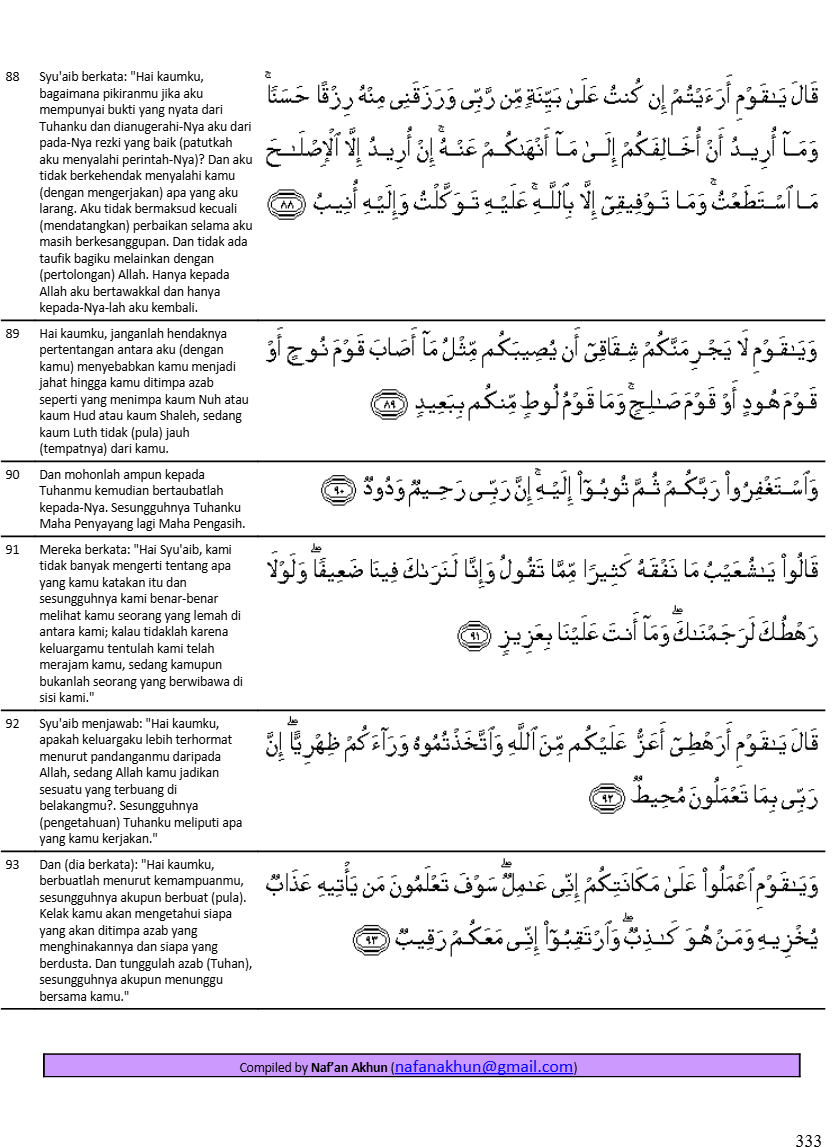 88 Syu'aib berkata: "Hai kaumku,
bagaimana pikiranmu jika aku
mempunyai bukti yang nyata dari
Tuhanku dan dianugerahi-Nya aku dari
pada-Nya rezki yang baik (patutkah
aku menyalahi perintah-Nya)? Dan aku
tidak berkehendak menyalahi kamu
(dengan mengerjakan) apa yang aku
larang. Aku tidak bermaksud kecuali
(mendatangkan) perbaikan selama aku
masih berkesanggupan. Dan tidak ada
taufik bagiku melainkan dengan
(pertolongan) Allah. Hanya kepada
Allah aku bertawakkal dan hanya
kepada-Nya-lah aku kembali.
قَالَ يَـٰقَوْمِ أَرَءَيْتُمْ إِن كُنتُ عَلَىٰ بَيِّنَةٍ مِّن رَّبِّى وَرَزَقَنِى مِنْهُ رِزْقًا حَسَنًا ۚ
وَمَآ أُرِيدُ أَنْ أُخَالِفَكُمْ إِلَىٰ مَآ أَنْهَىٰكُمْ عَنْهُ ۚ إِنْ أُرِيدُ إِلَّا ٱلْإِصْلَـٰحَ
مَا ٱسْتَطَعْتُ ۚ وَمَا تَوْفِيقِىٓ إِلَّا بِٱللَّهِ ۚ عَلَيْهِ تَوَكَّلْتُ وَإِلَيْهِ أُنِيبُ ٨٨
89 Hai kaumku, janganlah hendaknya
pertentangan antara aku (dengan
kamu) menyebabkan kamu menjadi
jahat hingga kamu ditimpa azab
seperti yang menimpa kaum Nuh atau
kaum Hud atau kaum Shaleh, sedang
kaum Luth tidak (pula) jauh
(tempatnya) dari kamu.
وَيَـٰقَوْمِ لَا يَجْرِمَنَّكُمْ شِقَاقِىٓ أَن يُصِيبَكُم مِّثْلُ مَآ أَصَابَ قَوْمَ نُوحٍ أَوْ
قَوْمَ هُودٍ أَوْ قَوْمَ صَـٰلِحٍ ۚ وَمَا قَوْمُ لُوطٍ مِّنكُم بِبَعِيدٍ ٨٩
90 Dan mohonlah ampun kepada
Tuhanmu kemudian bertaubatlah
kepada-Nya. Sesungguhnya Tuhanku
Maha Penyayang lagi Maha Pengasih.
وَٱسْتَغْفِرُوا۟ رَبَّكُمْ ثُمَّ تُوبُوٓا۟ إِلَيْهِ ۚ إِنَّ رَبِّى رَحِيمٌ وَدُودٌ ٩٠
91 Mereka berkata: "Hai Syu'aib, kami
tidak banyak mengerti tentang apa
yang kamu katakan itu dan
sesungguhnya kami benar-benar
melihat kamu seorang yang lemah di
antara kami; kalau tidaklah karena
keluargamu tentulah kami telah
merajam kamu, sedang kamupun
bukanlah seorang yang berwibawa di
sisi kami."
قَالُوا۟ يَـٰشُعَيْبُ مَا نَفْقَهُ كَثِيرًا مِّمَّا تَقُولُ وَإِنَّا لَنَرَىٰكَ فِينَا ضَعِيفًا ۖ وَلَوْلَا
رَهْطُكَ لَرَجَمْنَـٰكَ ۖ وَمَآ أَنتَ عَلَيْنَا بِعَزِيزٍ ٩١
92 Syu'aib menjawab: "Hai kaumku,
apakah keluargaku lebih terhormat
menurut pandanganmu daripada
Allah, sedang Allah kamu jadikan
sesuatu yang terbuang di
belakangmu?. Sesungguhnya
(pengetahuan) Tuhanku meliputi apa
yang kamu kerjakan."
قَالَ يَـٰقَوْمِ أَرَهْطِىٓ أَعَزُّ عَلَيْكُم مِّنَ ٱللَّهِ وَٱتَّخَذْتُمُوهُ وَرَآءَكُمْ ظِهْرِيًّا ۖ إِنَّ
رَبِّى بِمَا تَعْمَلُونَ مُحِيطٌ ٩٢
93 Dan (dia berkata): "Hai kaumku,
berbuatlah menurut kemampuanmu,
sesungguhnya akupun berbuat (pula).
Kelak kamu akan mengetahui siapa
yang akan ditimpa azab yang
menghinakannya dan siapa yang
berdusta. Dan tunggulah azab (Tuhan),
sesungguhnya akupun menunggu
bersama kamu."
وَيَـٰقَوْمِ ٱعْمَلُوا۟ عَلَىٰ مَكَانَتِكُمْ إِنِّى عَـٰمِلٌ ۖ سَوْفَ تَعْلَمُونَ مَن يَأْتِيهِ عَذَابٌ
يُخْزِيهِ وَمَنْ هُوَ كَـٰذِبٌ ۖ وَٱرْتَقِبُوٓا۟ إِنِّى مَعَكُمْ رَقِيبٌ ٩٣
Compiled by Naf’an Akhun (nafanakhun@gmail.com)
333